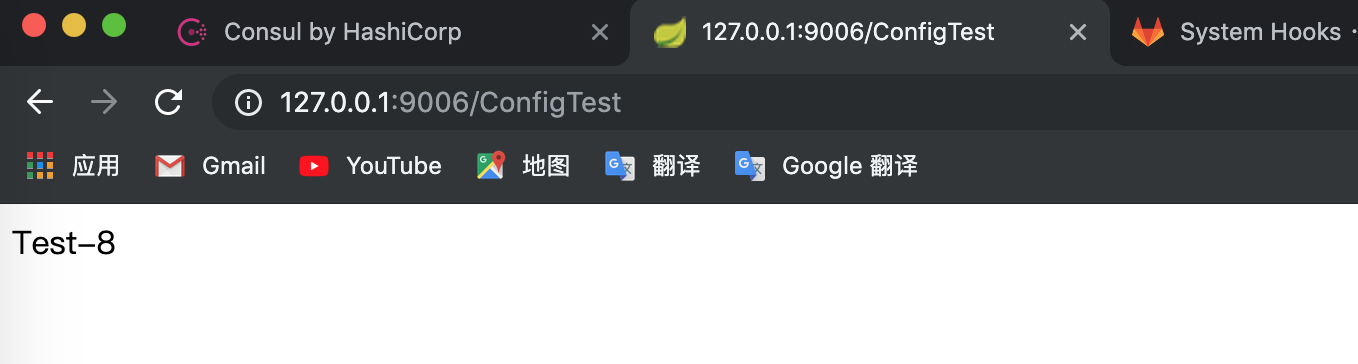 Consul by HashiCorp
127.0.0.1:9006/ConfigTest
System Hooks ·
127.0.0.1:9006/ConfigTest
应用
Gmail
YouTube
地图
翻译
Google 翻译
Test-8